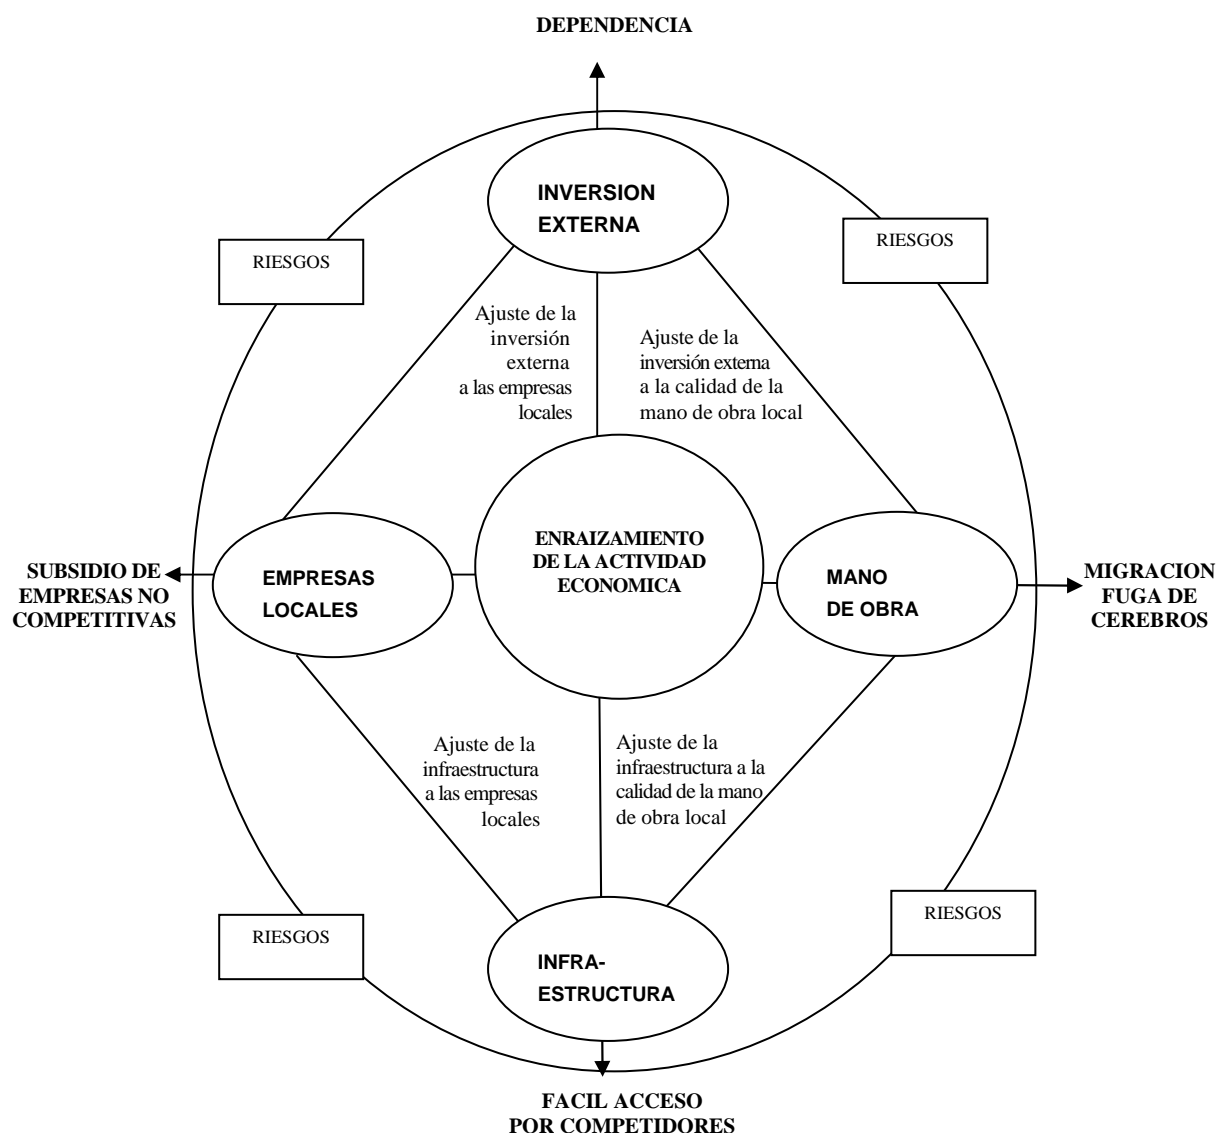 DEPENDENCIA
INVERSION
EXTERNA
RIESGOS
RIESGOS
Ajuste de la
inversión
externa
a las empresas
locales
Ajuste de la
inversión externa
a la calidad de la
mano de obra local
ENRAIZAMIENTO
DE LA ACTIVIDAD
ECONOMICA
SUBSIDIO DE
EMPRESAS NO
COMPETITIVAS
EMPRESAS
LOCALES
MANO
DE OBRA
MIGRACION
FUGA DE
CEREBROS
Ajuste de la
infraestructura
a las empresas
locales
Ajuste de la
infraestructura a la
calidad de la mano
de obra local
RIESGOS
RIESGOS
INFRA-
ESTRUCTURA
FACIL ACCESO
POR COMPETIDORES